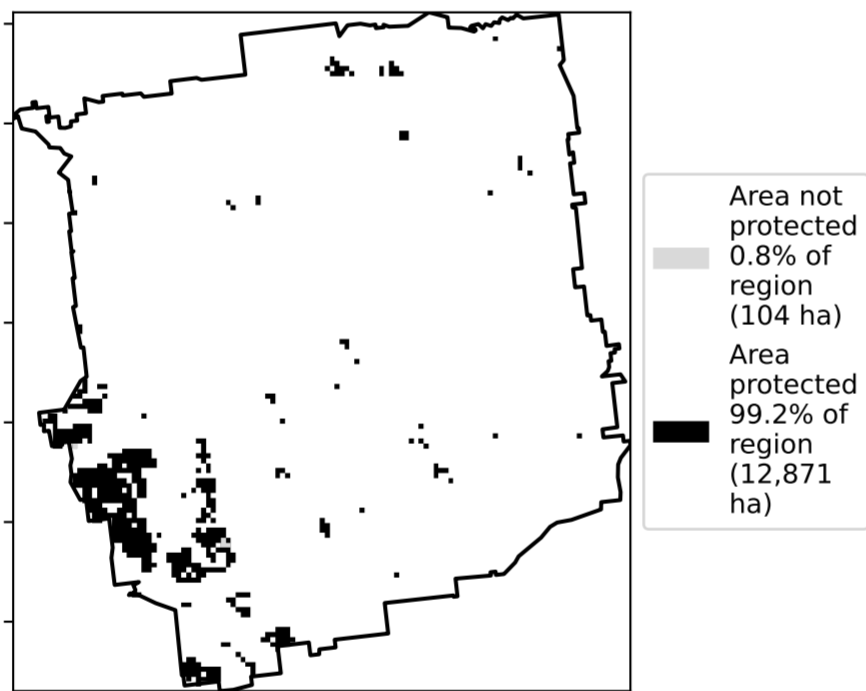 Area not
protected
0.8% of
region
(104 ha)
Area
protected
99.2% of
region
(12,871
ha)